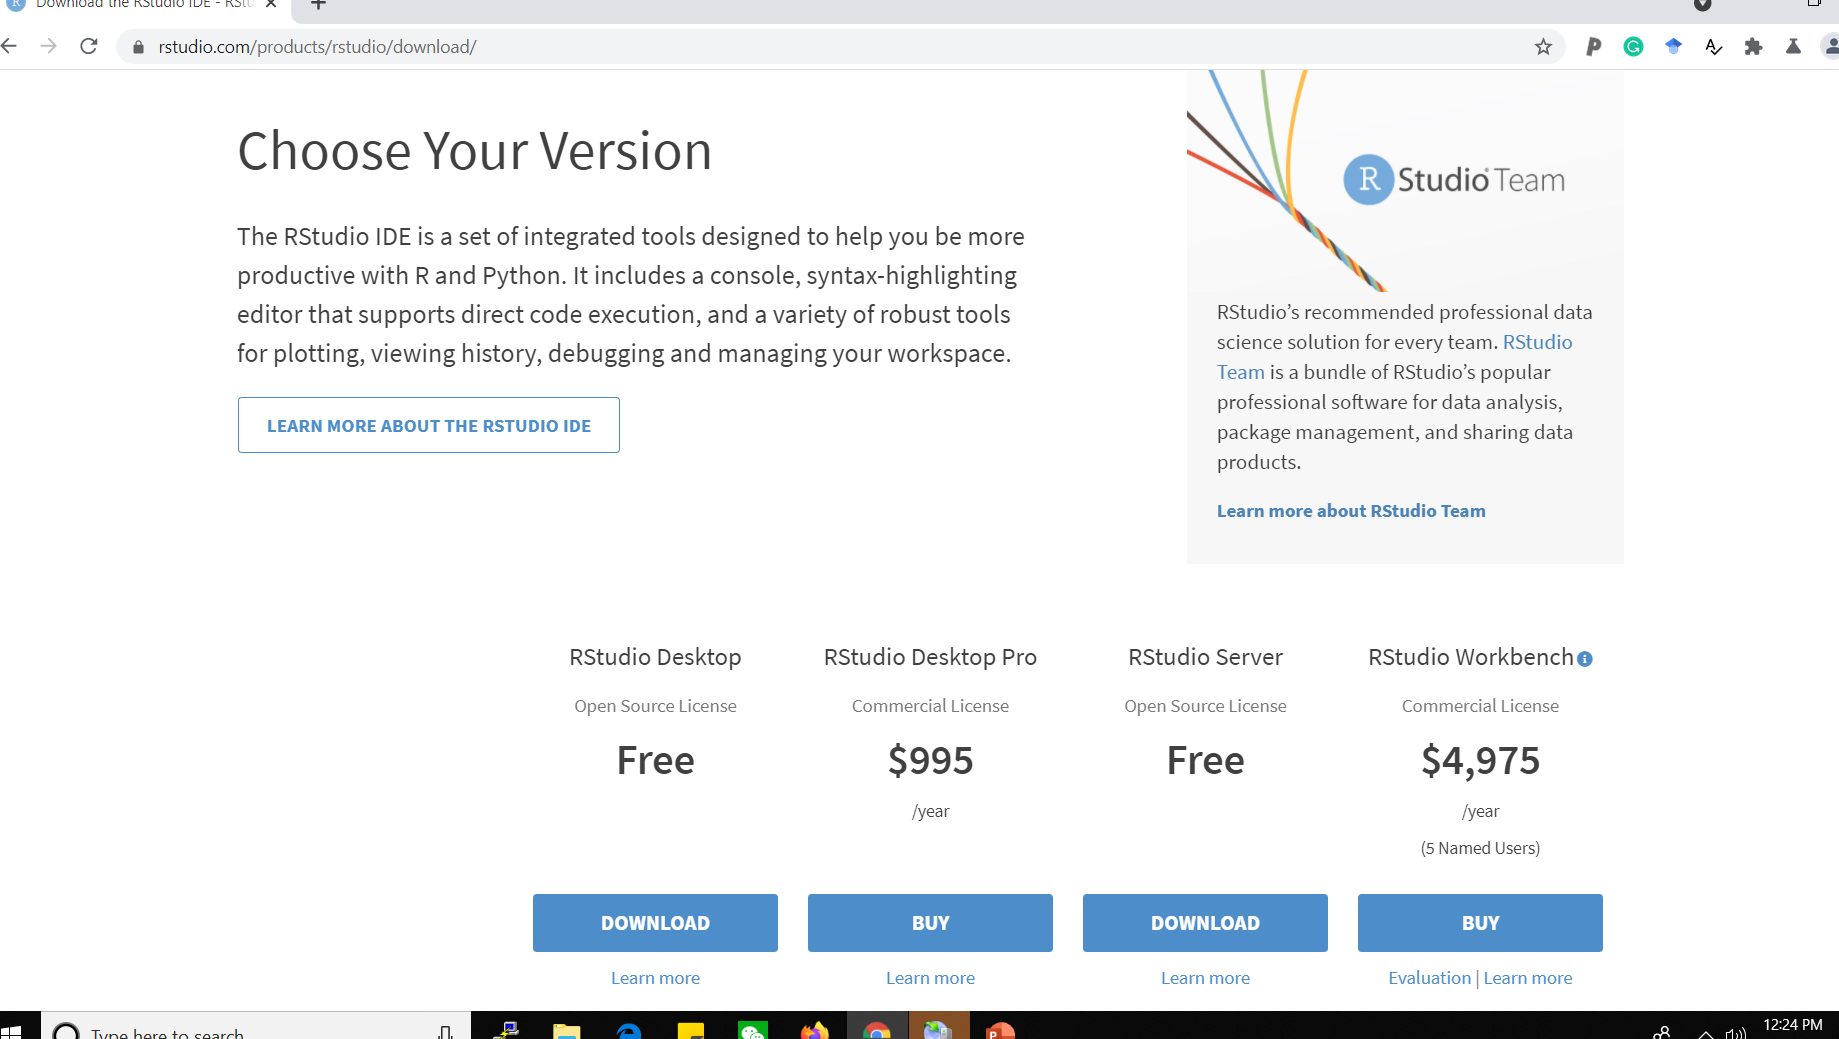 Download the RStudio IDE - RStu
rstudio.com/products/rstudio/download/
Choose Your Version
The RStudio IDE is a set of integrated tools designed to help you be more
productive with R and Python. It includes a console, syntax-highlighting
editor that supports direct code execution, and a variety of robust tools
for plotting, viewing history, debugging and managing your workspace.
LEARN MORE ABOUT THE RSTUDIO IDE
R Studio® Team
RStudio’s recommended professional data
science solution for every team. RStudio
Team is a bundle of RStudio’s popular
professional software for data analysis,
package management, and sharing data
products.
Learn more about RStudio Team
RStudio Desktop
Open Source License
Free
DOWNLOAD
Learn more
RStudio Desktop Pro
Commercial License
$995
/year
BUY
Learn more
RStudio Server
Open Source License
Free
DOWNLOAD
Learn more
RStudio Workbench
Commercial License
$4,975
/year
(5 Named Users)
BUY
Evaluation | Learn more
Type here to search
12:24 PM